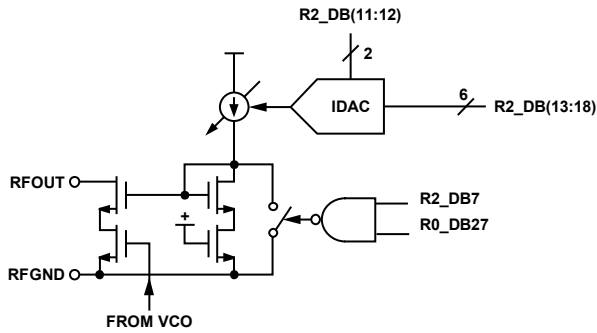 R2_DB(11:12)
2
IDAC
6
R2_DB(13:18)
RFOUT
R2_DB7
+
R0_DB27
RFGND
FROM VCO